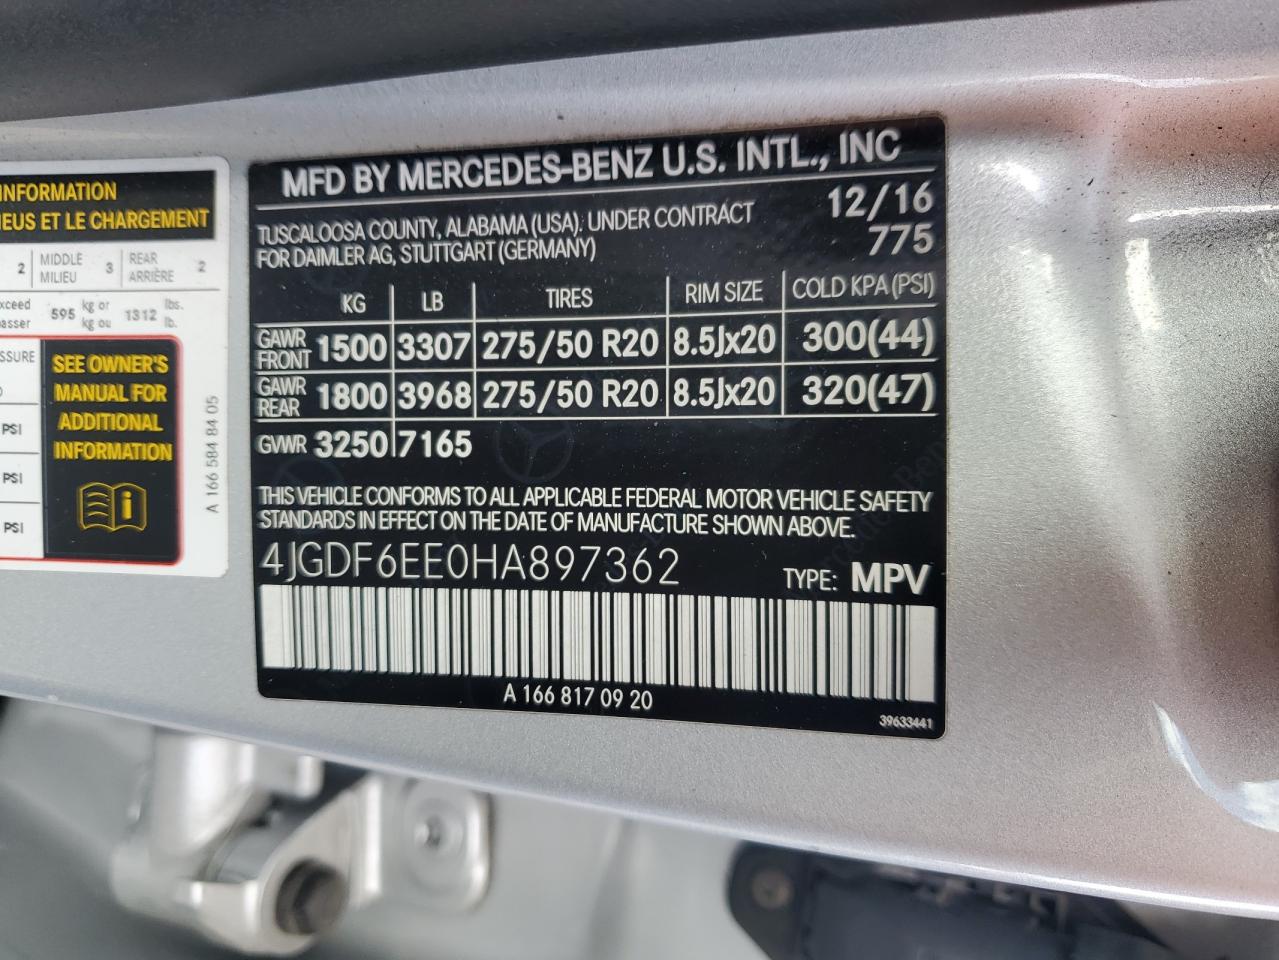 INFORMATION
NEUS ET LE CHARGEMENT
2 MIDDLE MILIEU 3 REAR ARRIÈRE 2
595 kg or kg ou 1312 lbs. lb.
SEE OWNER'S
MANUAL FOR
ADDITIONAL
INFORMATION
PSI
PSI
PSI
A 166 584 84 05
MFD BY MERCEDES-BENZ U.S. INTL., INC
TUSCALOOSA COUNTY, ALABAMA (USA). UNDER CONTRACT 12/16
FOR DAIMLER AG, STUTTGART (GERMANY) 775
KG LB TIRES RIM SIZE COLD KPA (PSI)
GAWR FRONT 1500 3307 275/50 R20 8.5Jx20 300(44)
GAWR REAR 1800 3968 275/50 R20 8.5Jx20 320(47)
GVWR 3250 7165
THIS VEHICLE CONFORMS TO ALL APPLICABLE FEDERAL MOTOR VEHICLE SAFETY
STANDARDS IN EFFECT ON THE DATE OF MANUFACTURE SHOWN ABOVE.
4JGDF6EE0HA897362 TYPE: MPV
A 166 817 09 20
39633441